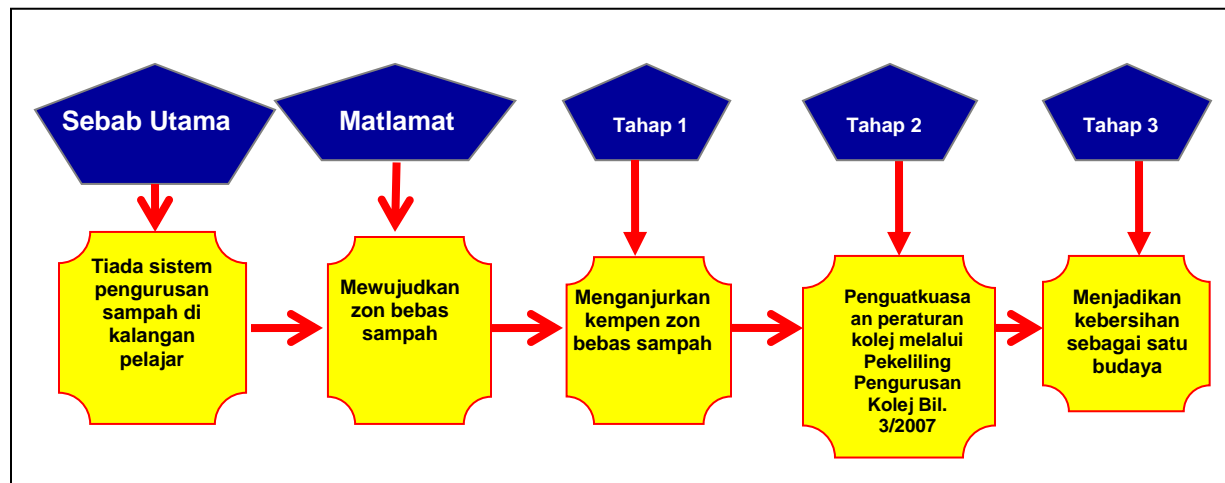 Sebab Utama
Matlamat
Tahap 1
Tahap 2
Tahap 3
Tiada sistem
pengurusan
sampah di
kalangan
pelajar
Mewujudkan
zon bebas
sampah
Menganjurkan
kempen zon
bebas sampah
Penguatkuasa
an peraturan
kolej melalui
Pekeliling
Pengurusan
Kolej Bil.
3/2007
Menjadikan
kebersihan
sebagai satu
budaya